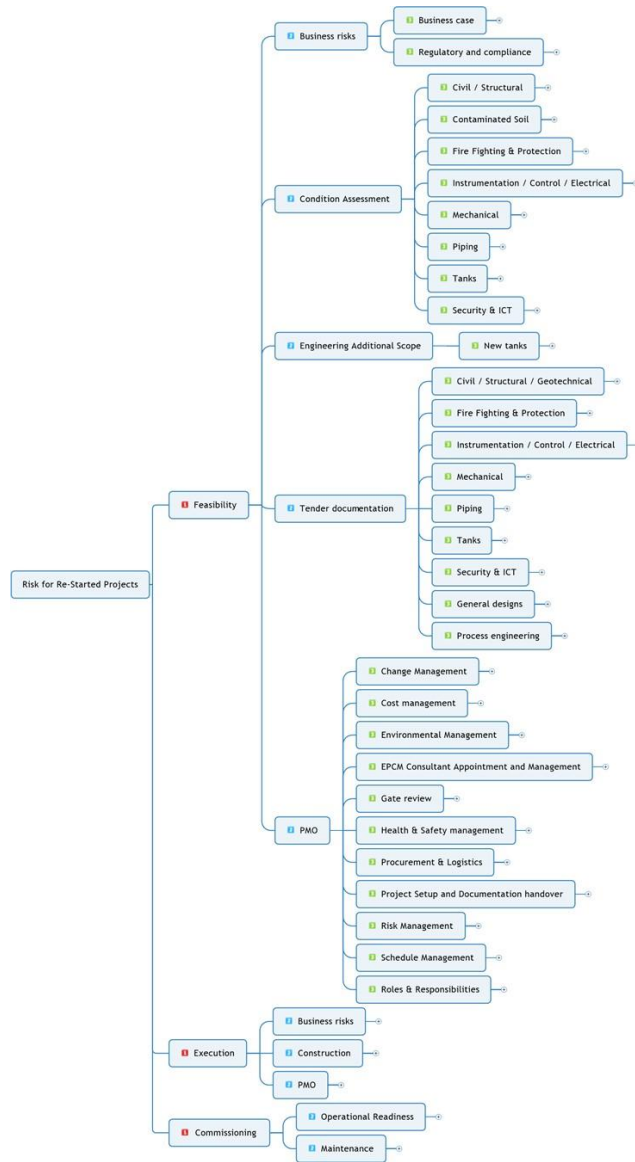 Business case
Business risks
Regulatory and compliance
Civil / Structural
Contaminated Soil
Fire Fighting & Protection
Instrumentation / Control / Electrical
Condition Assessment
Mechanical
Piping
Tanks
Security & ICT
Engineering Additional Scope
New tanks
Civil / Structural / Geotechnical
Fire Fighting & Protection
Instrumentation / Control / Electrical
Mechanical
Feasibility
Tender documentation
Piping
Tanks
Security & ICT
Risk for Re-Started Projects
General designs
Process engineering
Change Management
Cost management
Environmental Management
EPCM Consultant Appointment and Management
Gate review
PMO
Health & Safety management
Procurement & Logistics
Project Setup and Documentation handover
Risk Management
Schedule Management
Roles & Responsibilities
Business risks
Execution
Construction
PMO
Operational Readiness
Commissioning
Maintenance